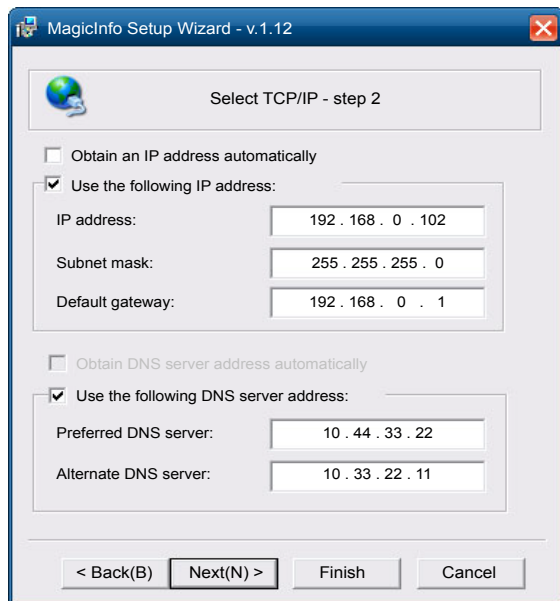 MagicInfo Setup Wizard - v.1.12
Select TCP/IP - step 2
Obtain an IP address automatically
Use the following IP address:
IP address: 192 . 168 . 0 . 102
Subnet mask: 255 . 255 . 255 . 0
Default gateway: 192 . 168 . 0 . 1
Obtain DNS server address automatically
Use the following DNS server address:
Preferred DNS server: 10 . 44 . 33 . 22
Alternate DNS server: 10 . 33 . 22 . 11
< Back(B) Next(N) > Finish Cancel